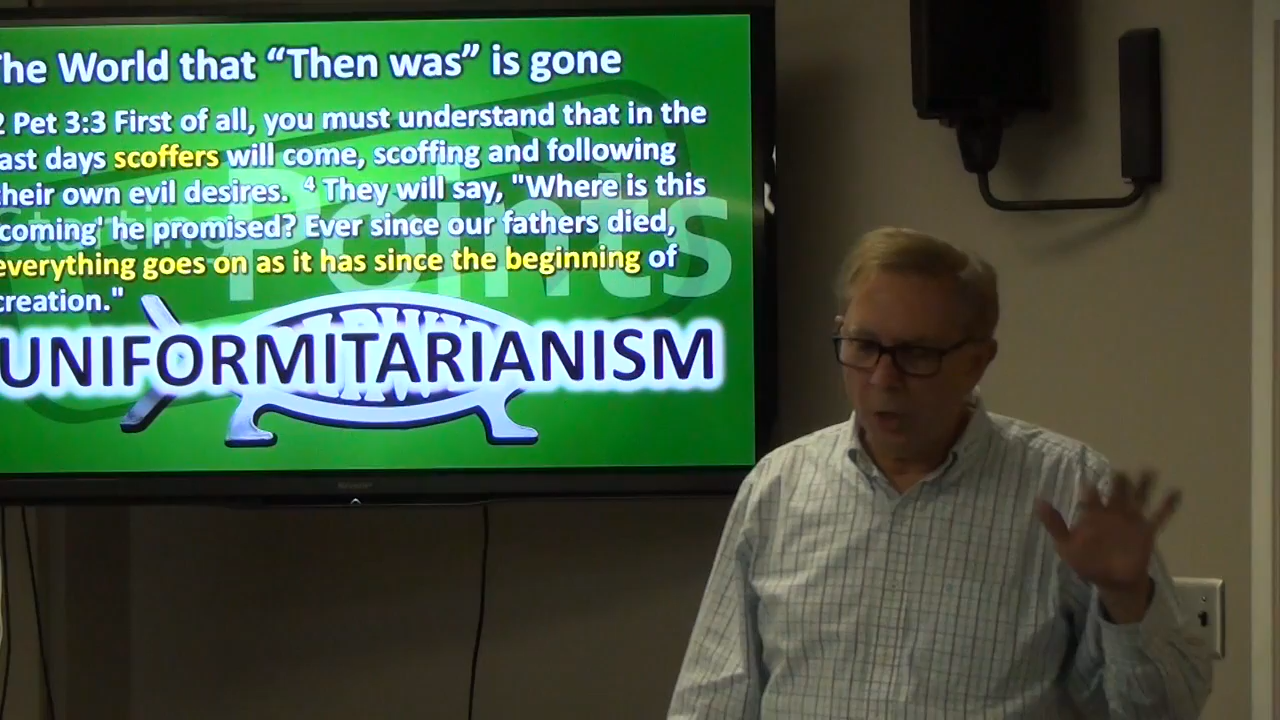 The World that “Then was” is gone
2 Pet 3:3 First of all, you must understand that in the
last days scoffers will come, scoffing and following
their own evil desires. 4 They will say, "Where is this
'coming' he promised? Ever since our fathers died,
everything goes on as it has since the beginning of
creation."
Starting
Points
UNIFORMITARIANISM
SHARP